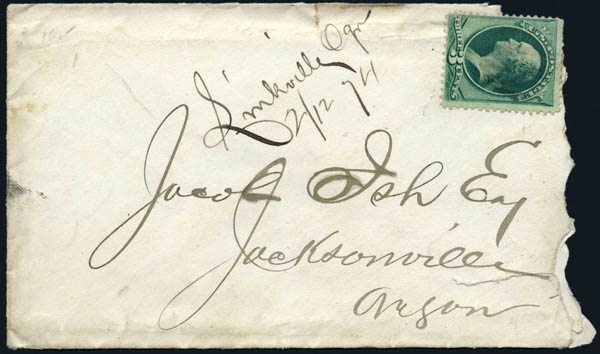 Linkville Ogn
2/12 74
Jacob Ish Esq
Jacksonville
Oregon